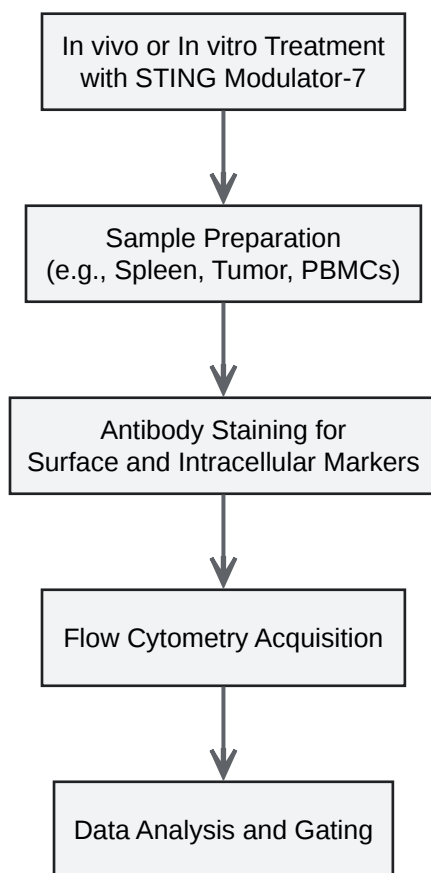 In vivo or In vitro Treatment
with STING Modulator-7
Sample Preparation
(e.g., Spleen, Tumor, PBMCs)
Antibody Staining for
Surface and Intracellular Markers
Flow Cytometry Acquisition
Data Analysis and Gating